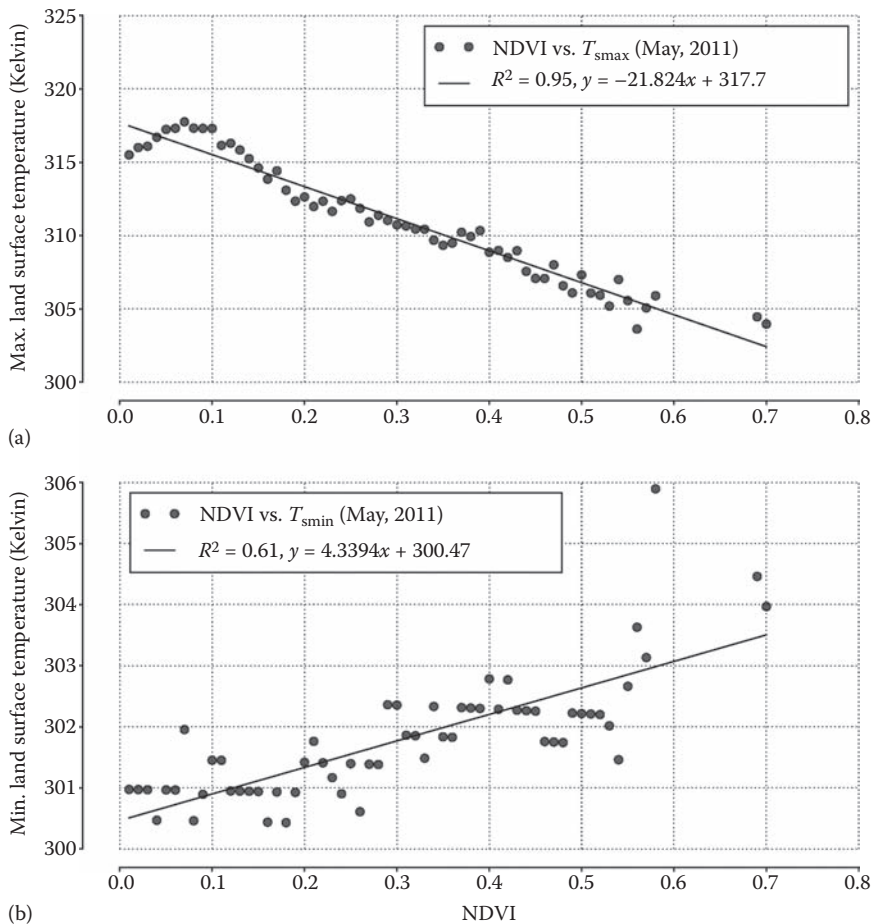 Max. land surface temperature (Kelvin)
325
320
315
310
305
300
NDVI vs. Tsmax (May, 2011)
R² = 0.95, y = −21.824x + 317.7
0.0 0.1 0.2 0.3 0.4 0.5 0.6 0.7 0.8
(a)
Min. land surface temperature (Kelvin)
306
305
304
303
302
301
300
NDVI vs. Tsmin (May, 2011)
R² = 0.61, y = 4.3394x + 300.47
0.0 0.1 0.2 0.3 0.4 0.5 0.6 0.7 0.8
(b)
NDVI